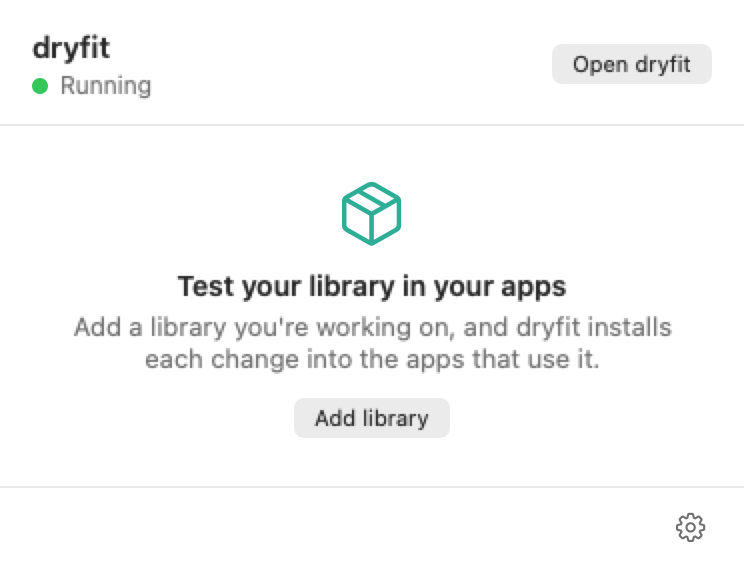 dryfit
Running
Open dryfit
Test your library in your apps
Add a library you're working on, and dryfit installs
each change into the apps that use it.
Add library